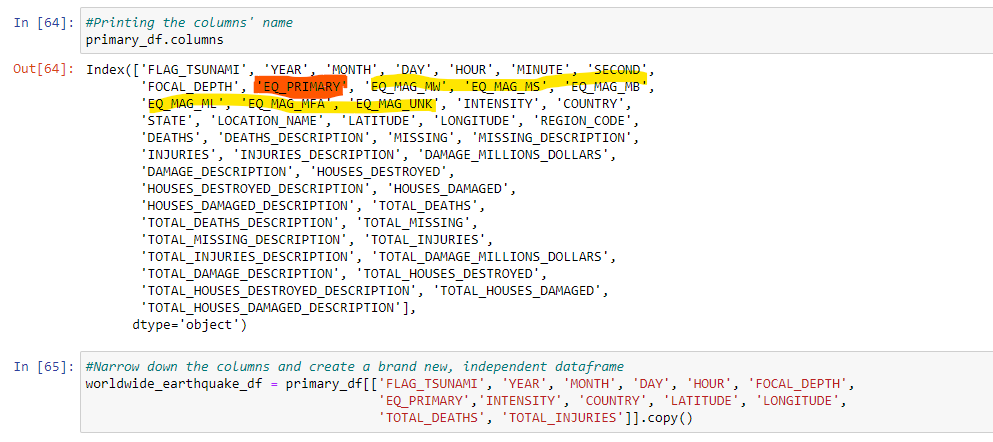 In [64]: #Printing the columns' name
primary_df.columns
Out[64]: Index(['FLAG_TSUNAMI', 'YEAR', 'MONTH', 'DAY', 'HOUR', 'MINUTE', 'SECOND',
'FOCAL_DEPTH', 'EQ_PRIMARY', 'EQ_MAG_MW', 'EQ_MAG_MS', 'EQ_MAG_MB',
'EQ_MAG_ML', 'EQ_MAG_MFA', 'EQ_MAG_UNK', 'INTENSITY', 'COUNTRY',
'STATE', 'LOCATION_NAME', 'LATITUDE', 'LONGITUDE', 'REGION_CODE',
'DEATHS', 'DEATHS_DESCRIPTION', 'MISSING', 'MISSING_DESCRIPTION',
'INJURIES', 'INJURIES_DESCRIPTION', 'DAMAGE_MILLIONS_DOLLARS',
'DAMAGE_DESCRIPTION', 'HOUSES_DESTROYED',
'HOUSES_DESTROYED_DESCRIPTION', 'HOUSES_DAMAGED',
'HOUSES_DAMAGED_DESCRIPTION', 'TOTAL_DEATHS',
'TOTAL_DEATHS_DESCRIPTION', 'TOTAL_MISSING',
'TOTAL_MISSING_DESCRIPTION', 'TOTAL_INJURIES',
'TOTAL_INJURIES_DESCRIPTION', 'TOTAL_DAMAGE_MILLIONS_DOLLARS',
'TOTAL_DAMAGE_DESCRIPTION', 'TOTAL_HOUSES_DESTROYED',
'TOTAL_HOUSES_DESTROYED_DESCRIPTION', 'TOTAL_HOUSES_DAMAGED',
'TOTAL_HOUSES_DAMAGED_DESCRIPTION'],
dtype='object')
In [65]: #Narrow down the columns and create a brand new, independent dataframe
worldwide_earthquake_df = primary_df[['FLAG_TSUNAMI', 'YEAR', 'MONTH', 'DAY', 'HOUR', 'FOCAL_DEPTH',
'EQ_PRIMARY','INTENSITY', 'COUNTRY', 'LATITUDE', 'LONGITUDE',
'TOTAL_DEATHS', 'TOTAL_INJURIES']].copy()